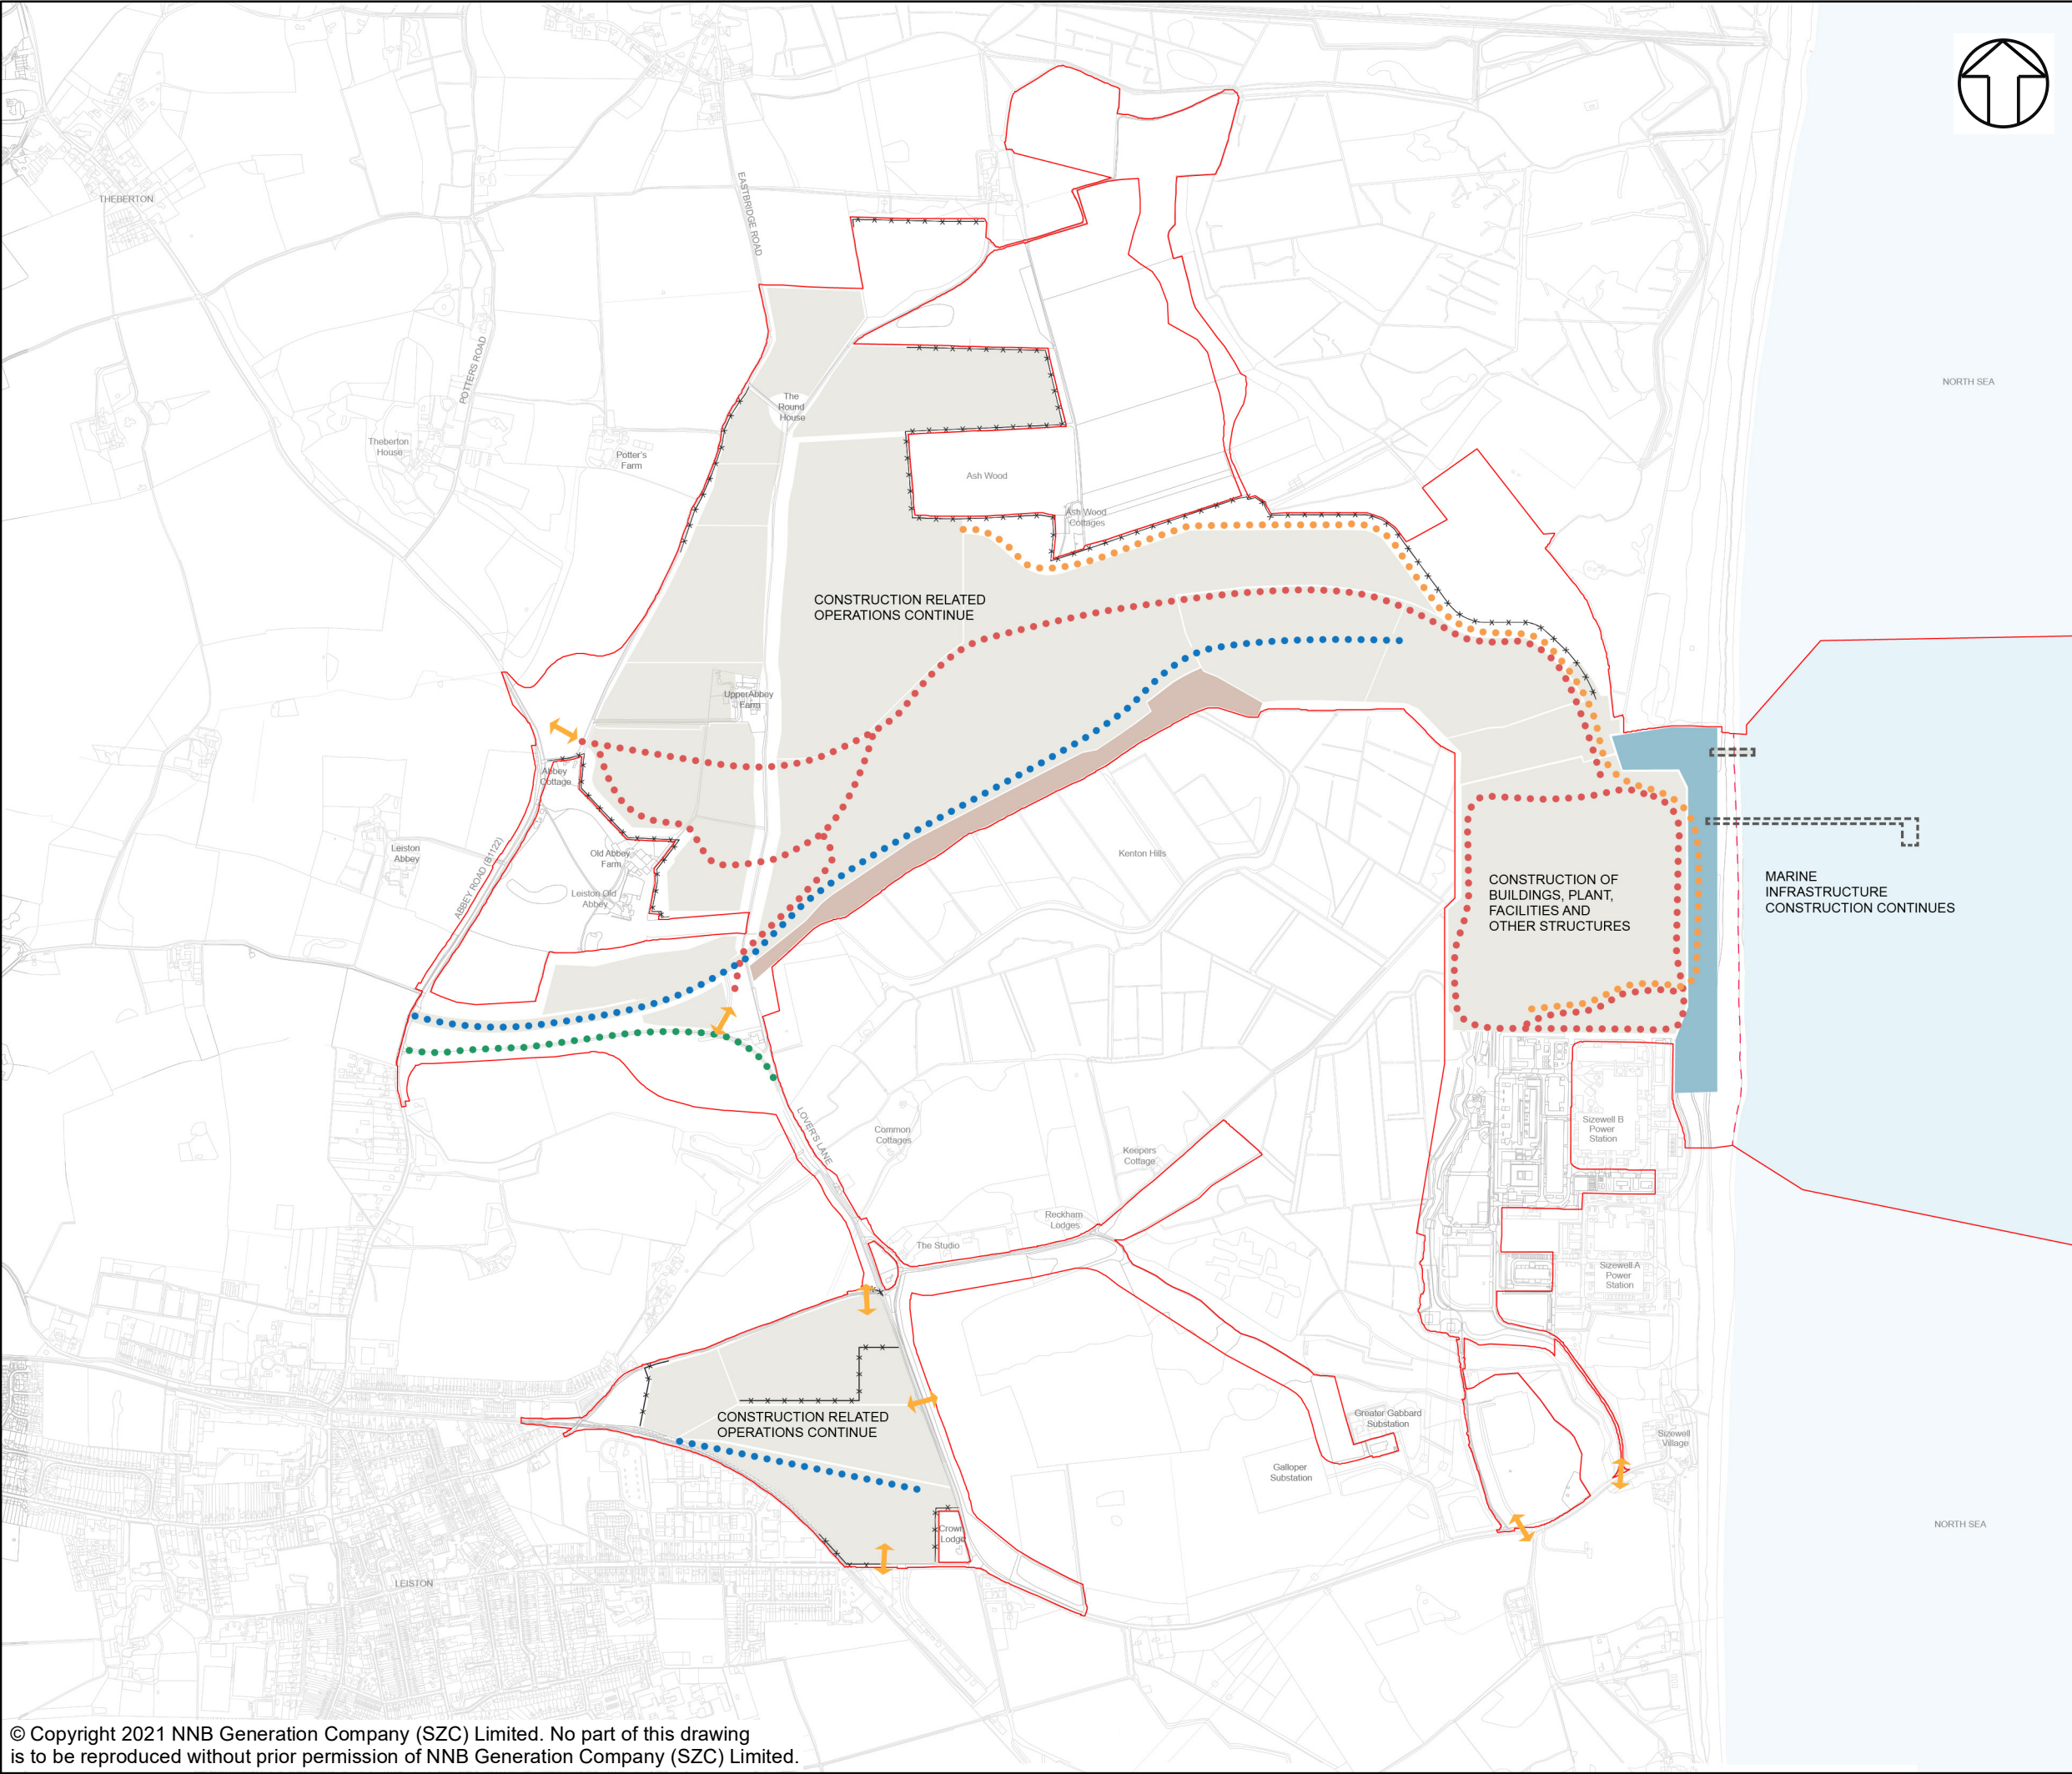 THEBERTON
EASTBRIDGE ROAD
POTTERS ROAD
NORTH SEA
The
Round
House
Theberton
House
Potter's
Farm
Ash Wood
Ash Wood
Cottages
CONSTRUCTION RELATED
OPERATIONS CONTINUE
UpperAbbey
Farm
Abbey
Cottage
Leiston
Abbey
ABBEY ROAD (B1122)
Old Abbey
Farm
Leiston Old
Abbey
Kenton Hills
CONSTRUCTION OF
BUILDINGS, PLANT,
FACILITIES AND
OTHER STRUCTURES
MARINE
INFRASTRUCTURE
CONSTRUCTION CONTINUES
LOVER'S LANE
Common
Cottages
Keepers
Cottage
Sizewell B
Power
Station
Reckham
Lodges
The Studio
Sizewell A
Power
Station
CONSTRUCTION RELATED
OPERATIONS CONTINUE
Greater Gabbard
Substation
Sizewell
Village
Galloper
Substation
Crown
Lodge
NORTH SEA
LEISTON
© Copyright 2021 NNB Generation Company (SZC) Limited. No part of this drawing
is to be reproduced without prior permission of NNB Generation Company (SZC) Limited.